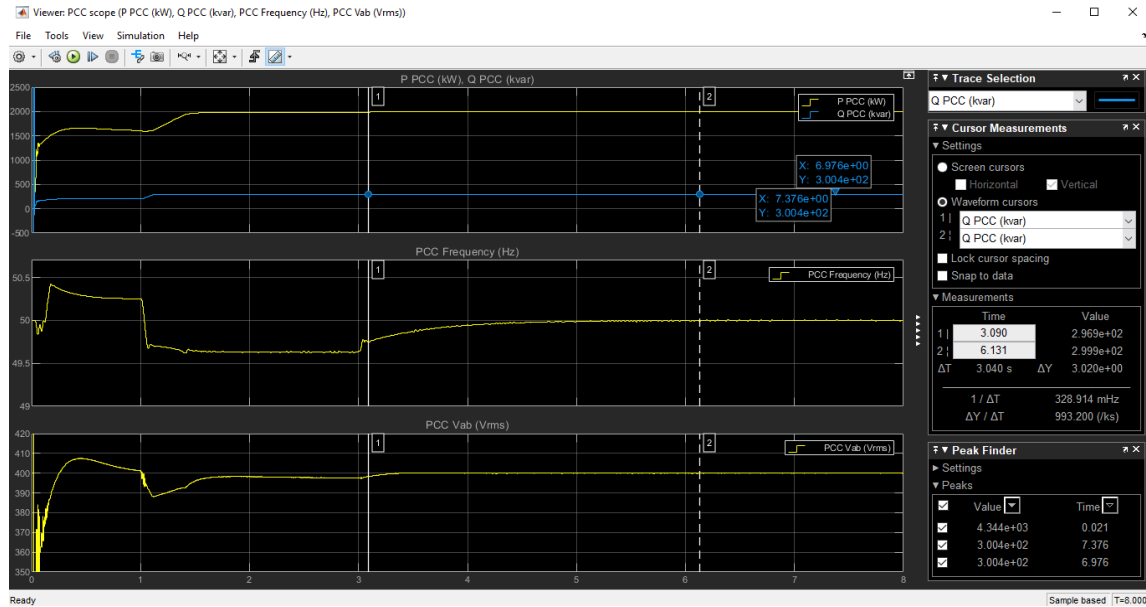 Viewer: PCC scope (P PCC (kW), Q PCC (kvar), PCC Frequency (Hz), PCC Vab (Vrms))
File Tools View Simulation Help
P PCC (kW), Q PCC (kvar)
2500
2000
1500
1000
500
0
-500
1
2
P PCC (kW)
Q PCC (kvar)
X: 6.976e+00
Y: 3.004e+02
X: 7.376e+00
Y: 3.004e+02
PCC Frequency (Hz)
50.5
50
49.5
49
1
2
PCC Frequency (Hz)
PCC Vab (Vrms)
420
410
400
390
380
370
360
350
1
2
PCC Vab (Vrms)
0 1 2 3 4 5 6 7 8
Trace Selection
Q PCC (kvar)
Cursor Measurements
Settings
Screen cursors
Horizontal Vertical
Waveform cursors
1 Q PCC (kvar)
2 Q PCC (kvar)
Lock cursor spacing
Snap to data
Measurements
Time Value
1 3.090 2.969e+02
2 6.131 2.999e+02
ΔT 3.040 s ΔY 3.020e+00
1 / ΔT 328.914 mHz
ΔY / ΔT 993.200 (/ks)
Peak Finder
Settings
Peaks
Value Time
4.344e+03 0.021
3.004e+02 7.376
3.004e+02 6.976
Ready
Sample based T=8.000